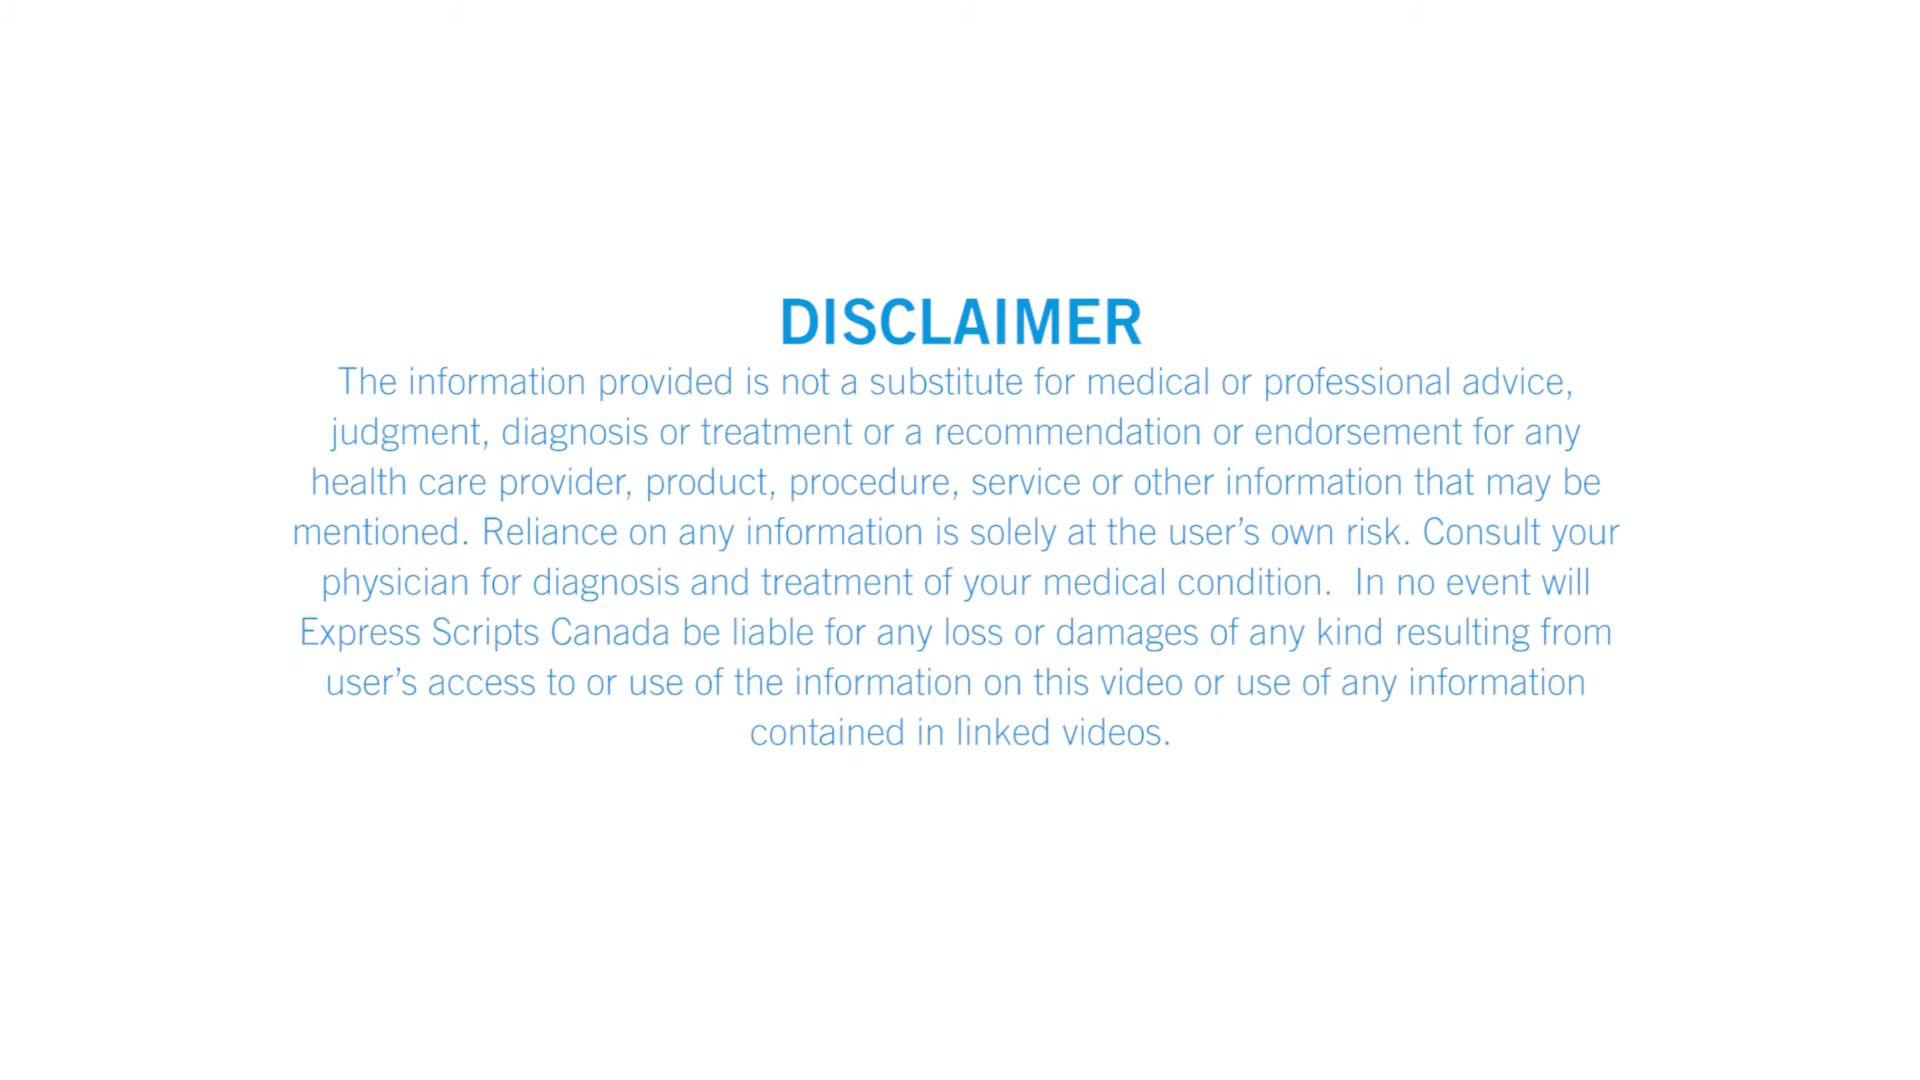 DISCLAIMER
The information provided is not a substitute for medical or professional advice,
judgment, diagnosis or treatment or a recommendation or endorsement for any
health care provider, product, procedure, service or other information that may be
mentioned. Reliance on any information is solely at the user’s own risk. Consult your
physician for diagnosis and treatment of your medical condition.  In no event will
Express Scripts Canada be liable for any loss or damages of any kind resulting from
user’s access to or use of the information on this video or use of any information
contained in linked videos.